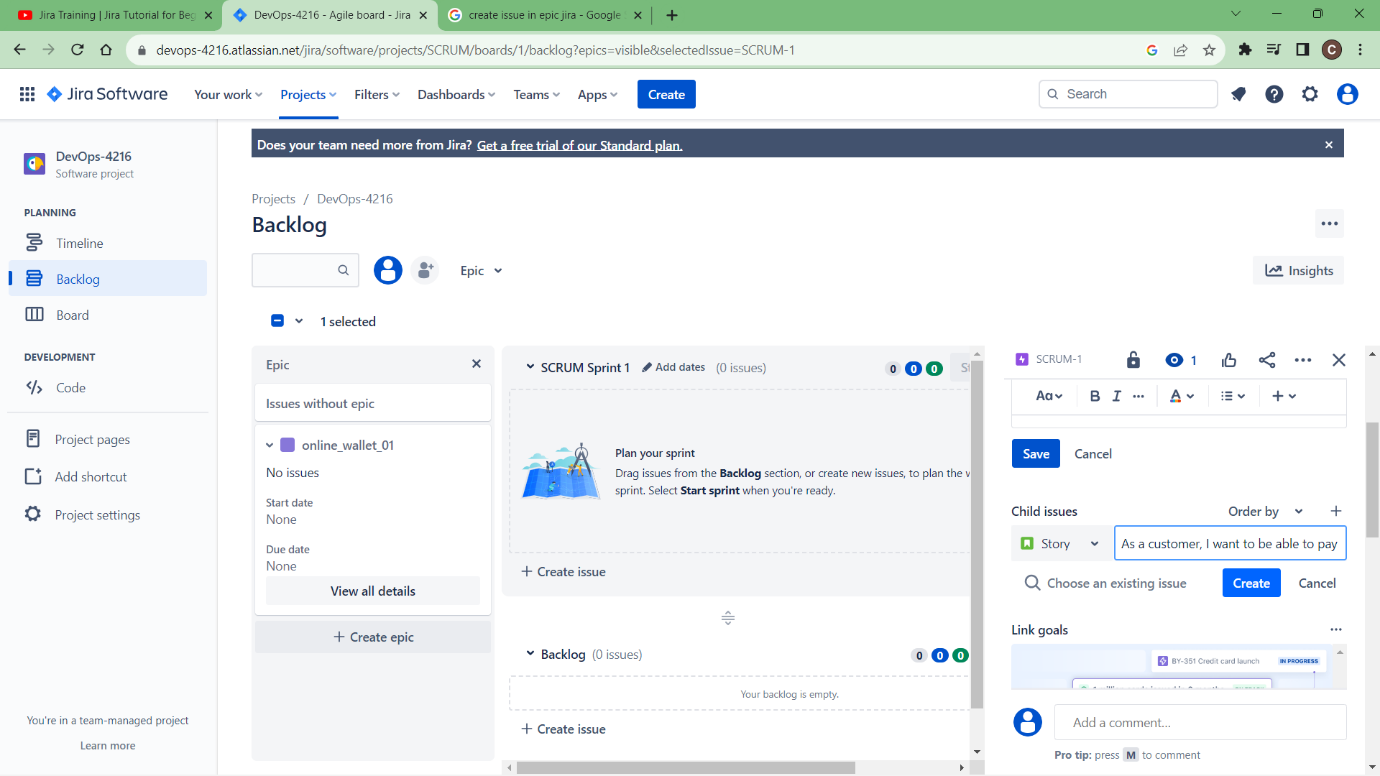 Jira Training | Jira Tutorial for Beg
DevOps-4216 - Agile board - Jira
create issue in epic jira - Google
devops-4216.atlassian.net/jira/software/projects/SCRUM/boards/1/backlog?epics=visible&selectedIssue=SCRUM-1
C
Jira Software
Your work
Projects
Filters
Dashboards
Teams
Apps
Create
Search
DevOps-4216
Software project
PLANNING
Timeline
Backlog
Board
DEVELOPMENT
Code
Project pages
Add shortcut
Project settings
You're in a team-managed project
Learn more
Does your team need more from Jira? Get a free trial of our Standard plan.
Projects / DevOps-4216
Backlog
Epic
Insights
1 selected
Epic
Issues without epic
online_wallet_01
No issues
Start date
None
Due date
None
View all details
+ Create epic
SCRUM Sprint 1 Add dates (0 issues)
0 0 0 St
Plan your sprint
Drag issues from the Backlog section, or create new issues, to plan the w
sprint. Select Start sprint when you're ready.
+ Create issue
Backlog (0 issues)
0 0 0
Your backlog is empty.
+ Create issue
SCRUM-1
1
Aa B I ... A +
Save Cancel
Child issues Order by +
Story As a customer, I want to be able to pay
Choose an existing issue Create Cancel
Link goals
BY-351 Credit card launch IN PROGRESS
Add a comment...
Pro tip: press M to comment